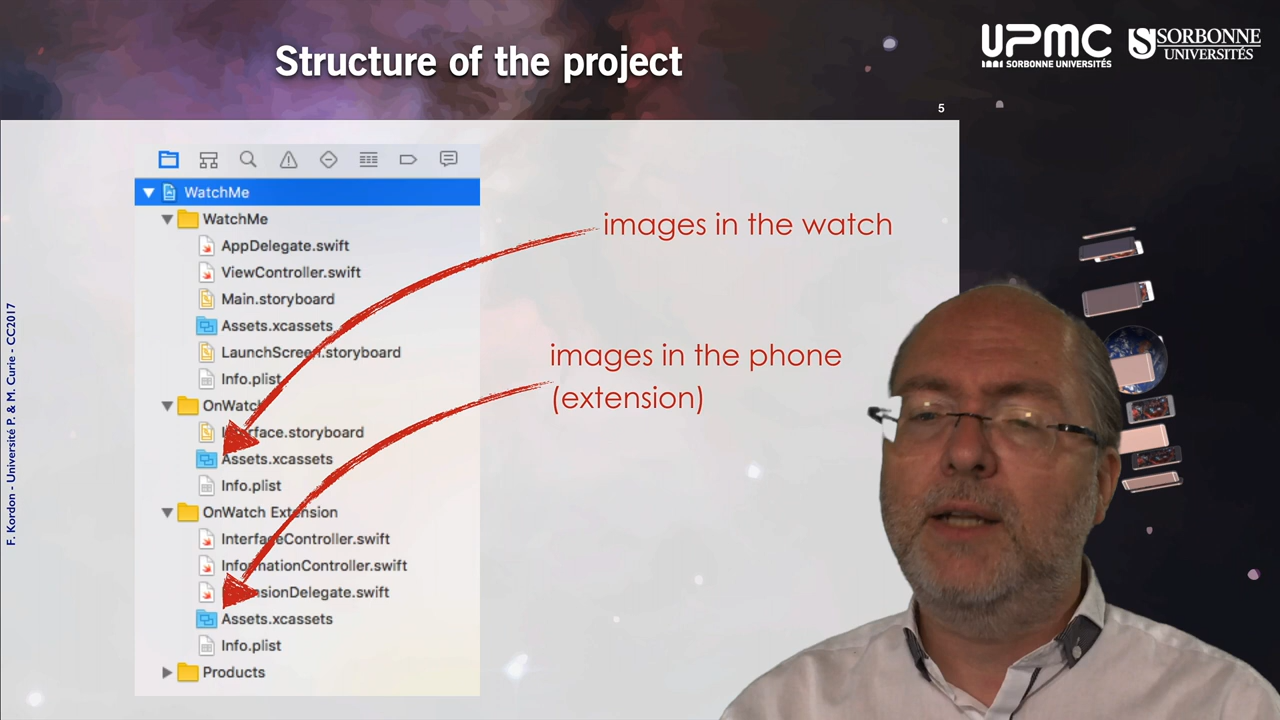 Structure of the project
UPMC
SORBONNE UNIVERSITÉS
SORBONNE
UNIVERSITÉS
5
WatchMe
WatchMe
AppDelegate.swift
ViewController.swift
Main.storyboard
Assets.xcassets
LaunchScreen.storyboard
Info.plist
OnWatch
Interface.storyboard
Assets.xcassets
Info.plist
OnWatch Extension
InterfaceController.swift
InformationController.swift
ExtensionDelegate.swift
Assets.xcassets
Info.plist
Products
images in the watch
images in the phone
(extension)
F. Kordon - Université P. & M. Curie - CC2017